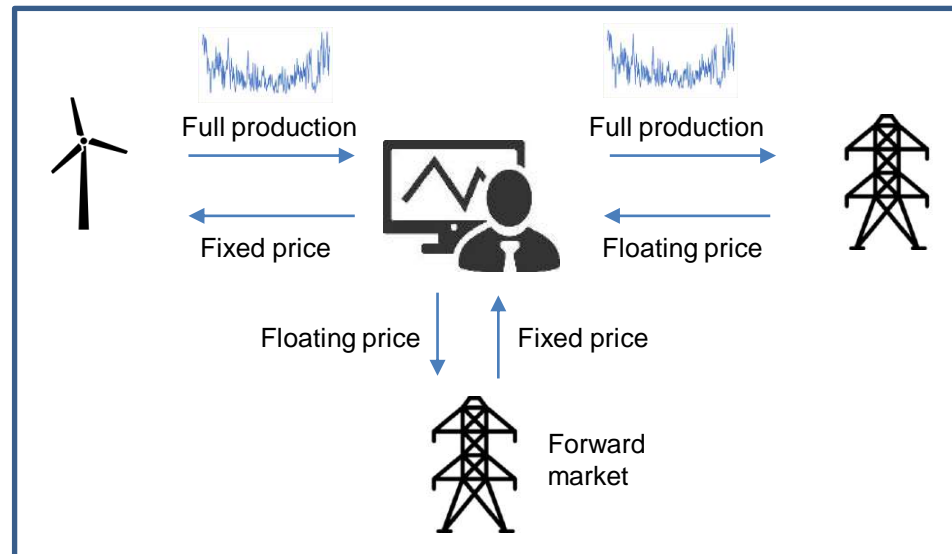 Full production
Full production
Fixed price
Floating price
Floating price
Fixed price
Forward
market